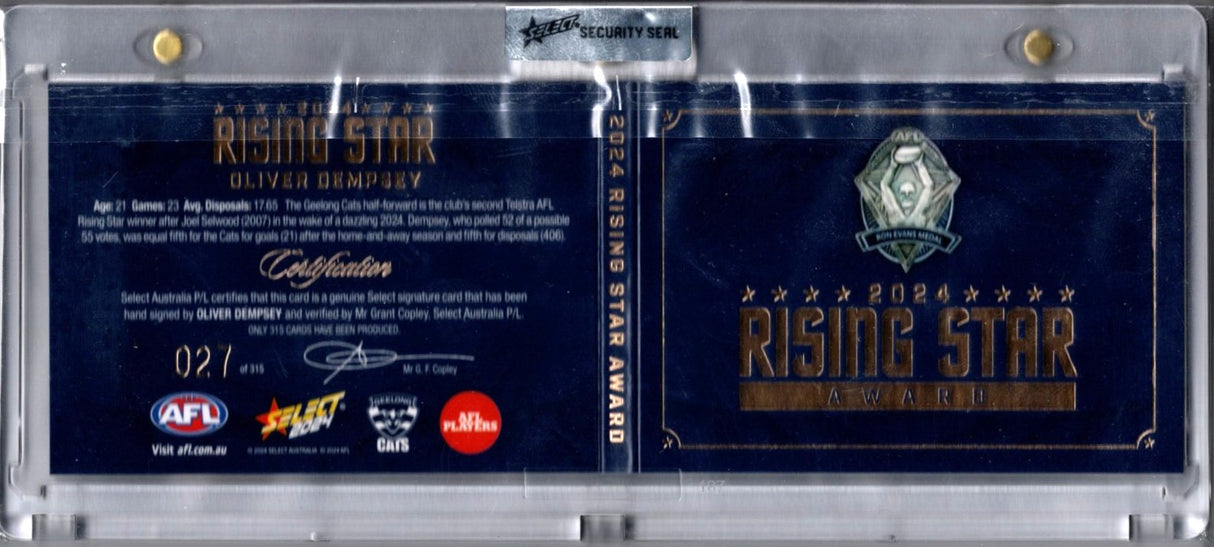 SELECT SECURITY SEAL
2024
RISING STAR
OLIVER DEMPSEY
Age: 21 Games: 23 Avg. Disposals: 17.65 The Geelong Cats half-forward is the club's second Telstra AFL
Rising Star winner after Joel Selwood (2007) in the wake of a dazzling 2024. Dempsey, who polled 52 of a possible
55 votes, was equal fifth for the Cats for goals (21) after the home-and-away season and fifth for disposals (406).
Certification
Select Australia P/L certifies that this card is a genuine Select signature card that has been
hand signed by OLIVER DEMPSEY and verified by Mr Grant Copley, Select Australia P/L.
ONLY 315 CARDS HAVE BEEN PRODUCED.
027 of 315
Mr G. F. Copley
AFL
Visit afl.com.au
SELECT
2024
© 2024 SELECT AUSTRALIA © 2024 AFL
GEELONG
CATS
AFL
PLAYERS
2024 RISING STAR AWARD
AFL
RON EVANS MEDAL
2024
RISING STAR
AWARD
167